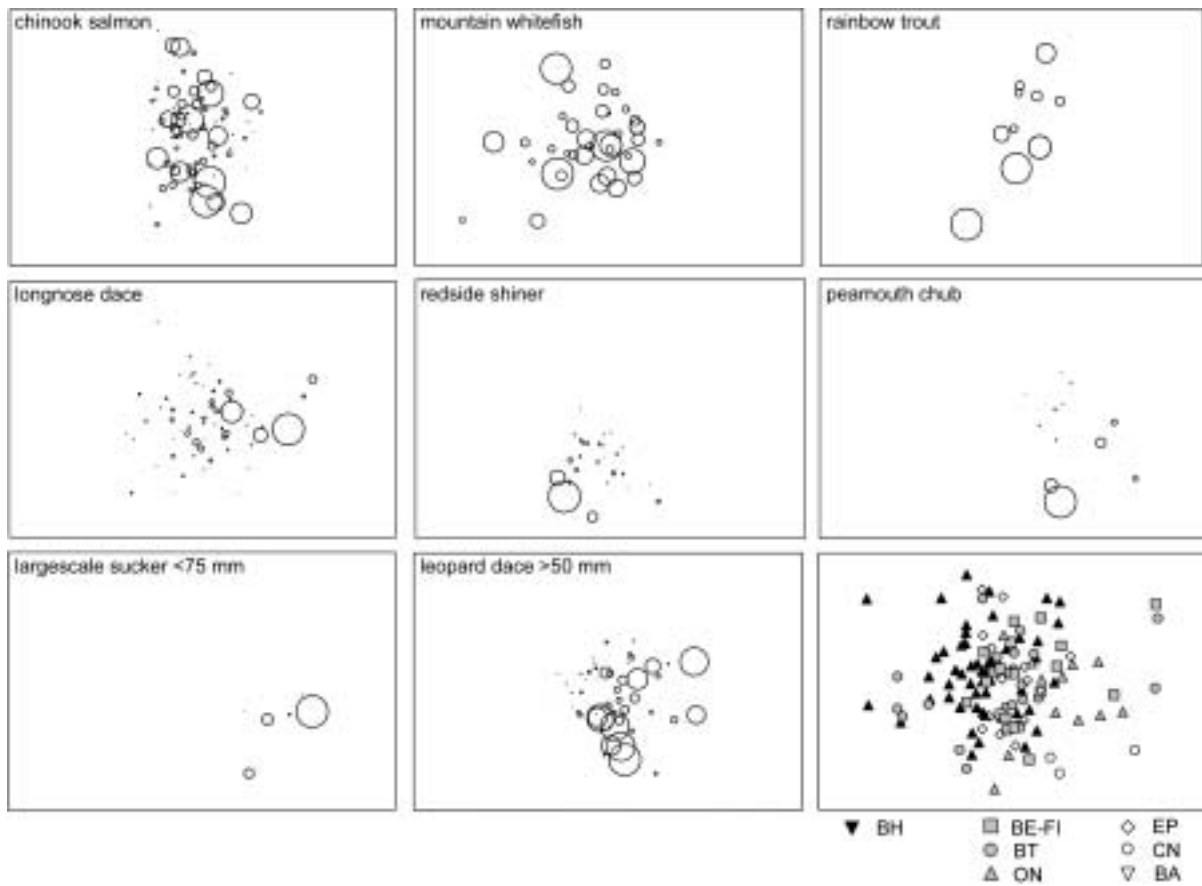 chinook salmon
mountain whitefish
rainbow trout
longnose dace
redside shiner
peamouth chub
largescale sucker <75 mm
leopard dace >50 mm
BH
BE-FI
EP
BT
CN
ON
BA